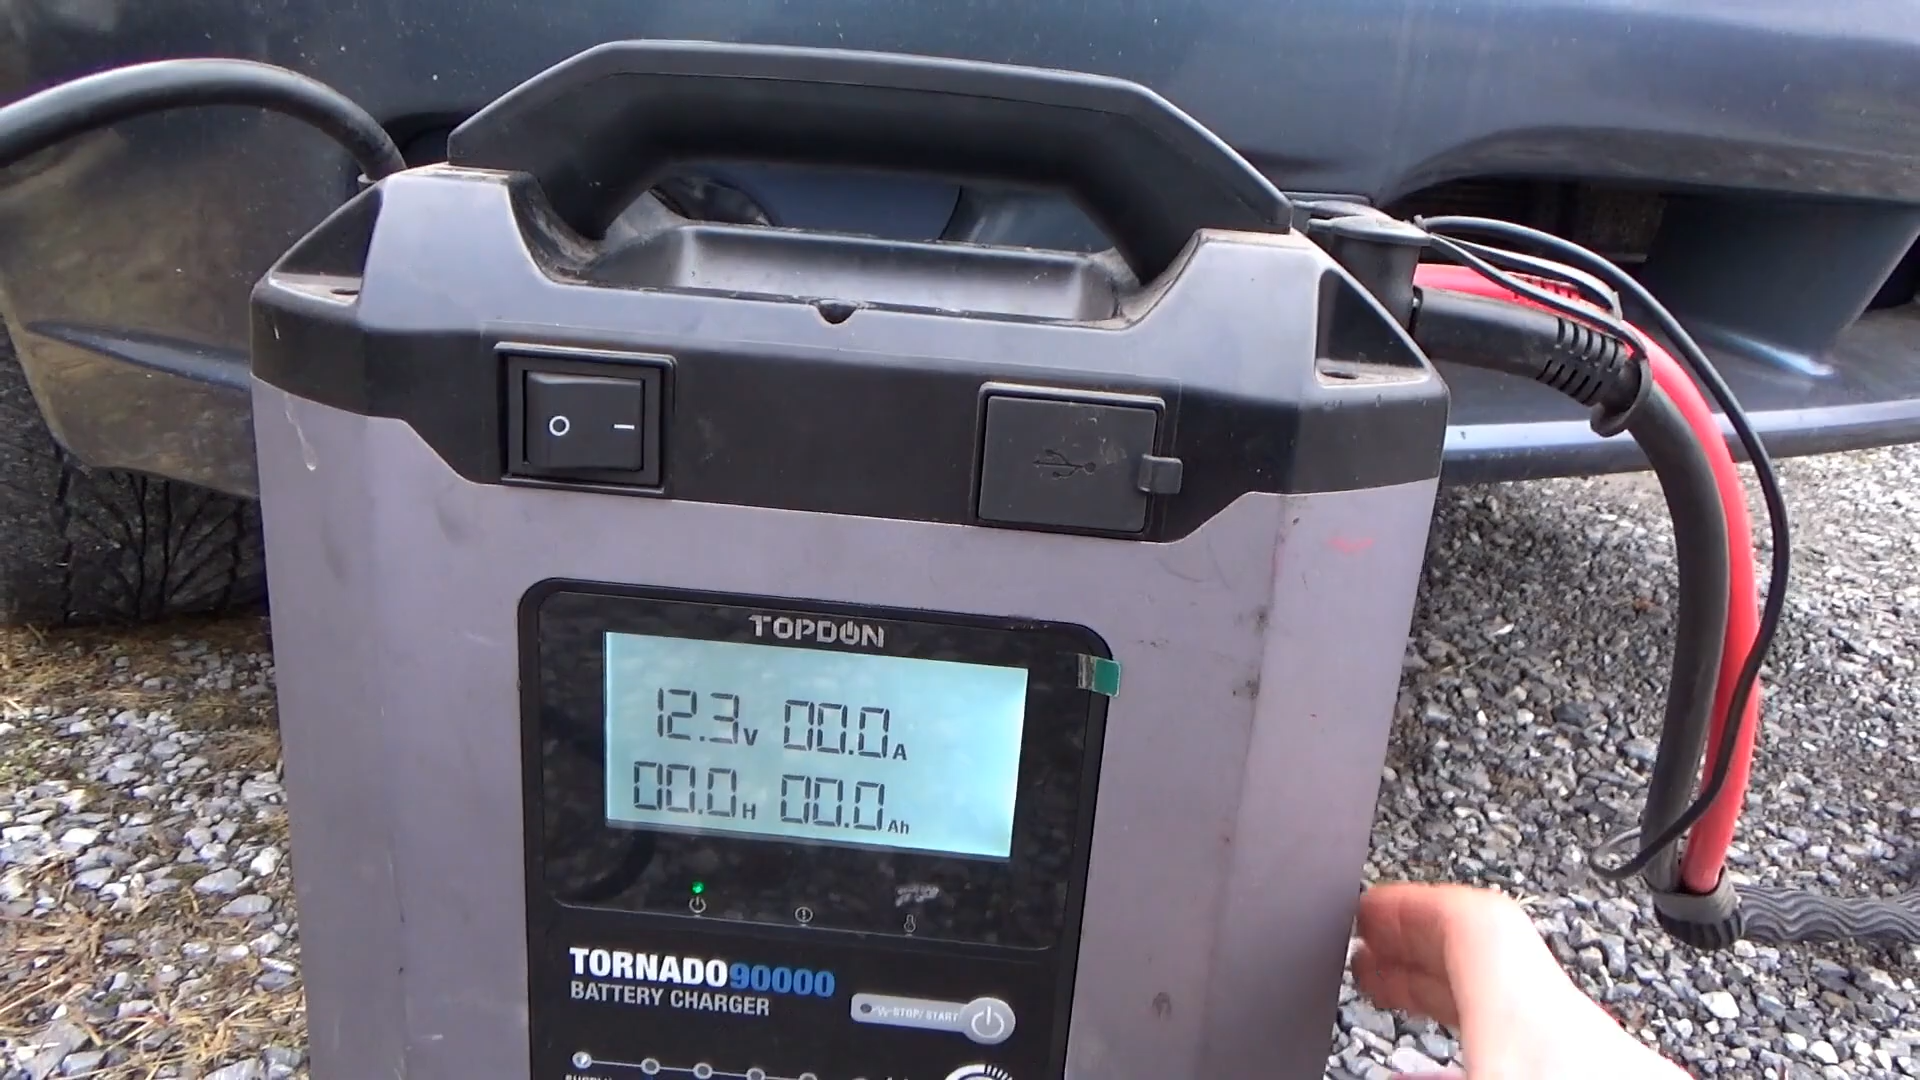 TOPDON
12.3V 00.0A
00.0H 00.0Ah
TORNADO90000
BATTERY CHARGER
STOP/START